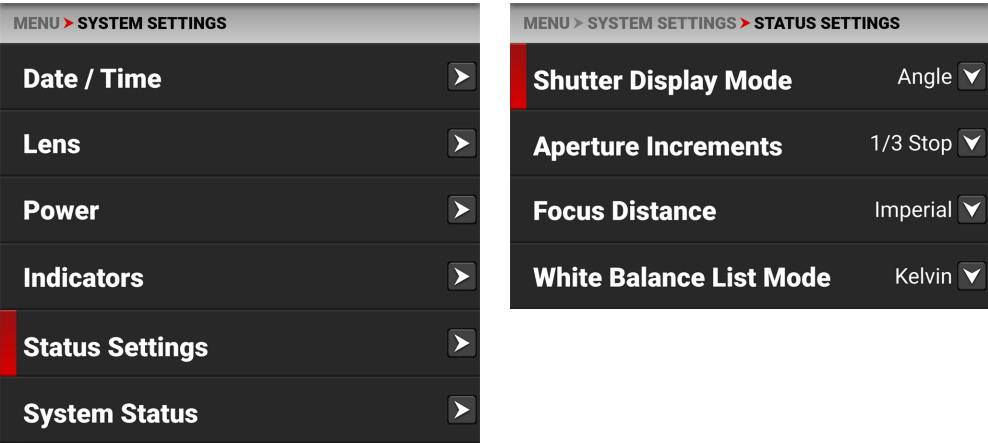 MENU > SYSTEM SETTINGS
Date / Time
Lens
Power
Indicators
Status Settings
System Status
MENU > SYSTEM SETTINGS > STATUS SETTINGS
Shutter Display Mode Angle
Aperture Increments 1/3 Stop
Focus Distance Imperial
White Balance List Mode Kelvin